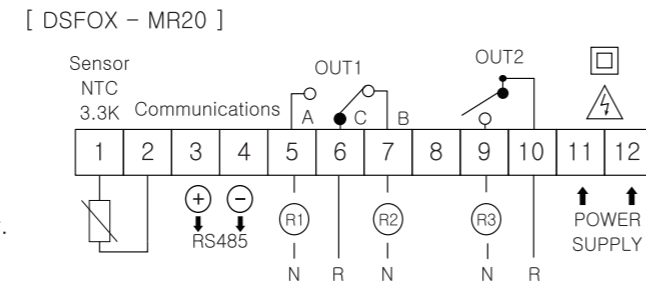 [ DSFOX - MR20 ]
Sensor
NTC
3.3K
Communications
OUT1
OUT2
A C B
1 2 3 4 5 6 7 8 9 10 11 12
+ −
RS485
R1 R2 R3
POWER
SUPPLY
N R N N R
.